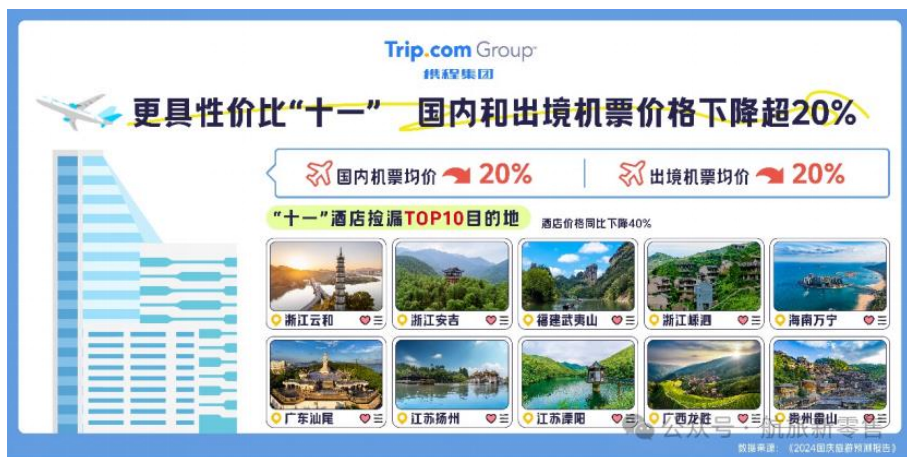 Trip.com Group
携程集团
更具性价比“十一” 国内和出境机票价格下降超20%
国内机票均价 20% 出境机票均价 20%
“十一”酒店捡漏TOP10目的地 酒店价格同比下降40%
浙江云和 浙江安吉 福建武夷山 浙江嵊泗 海南万宁
广东汕尾 江苏扬州 江苏溧阳 广西龙胜 贵州雷山
公众号·航旅新零售
数据来源：《2024国庆旅游预测报告》